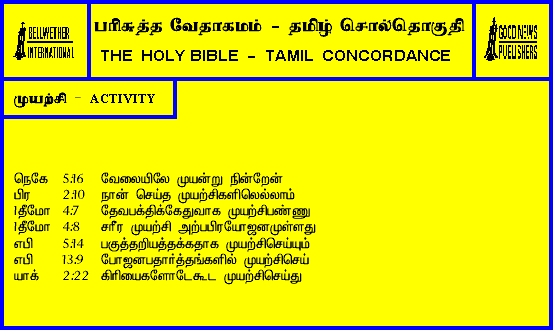 BELLWETHER
INTERNATIONAL
பரிசுத்த வேதாகமம் - தமிழ் சொல்தொகுதி
THE HOLY BIBLE - TAMIL CONCORDANCE
GOOD NEWS
PUBLISHERS
முயற்சி - ACTIVITY
நெகே 5:16 வேலையிலே முயன்று நின்றேன்
பிர 2:10 நான் செய்த முயற்சிகளிலெல்லாம்
1தீமோ 4:7 தேவபக்திக்கேதுவாக முயற்சிபண்ணு
1தீமோ 4:8 சரீர முயற்சி அற்பபிரயோஜனமுள்ளது
எபி 5:14 பகுத்தறியத்தக்கதாக முயற்சிசெய்யும்
எபி 13:9 போஜனபதார்த்தங்களில் முயற்சிசெய்
யாக் 2:22 கிரியைகளோடேகூட முயற்சிசெய்து